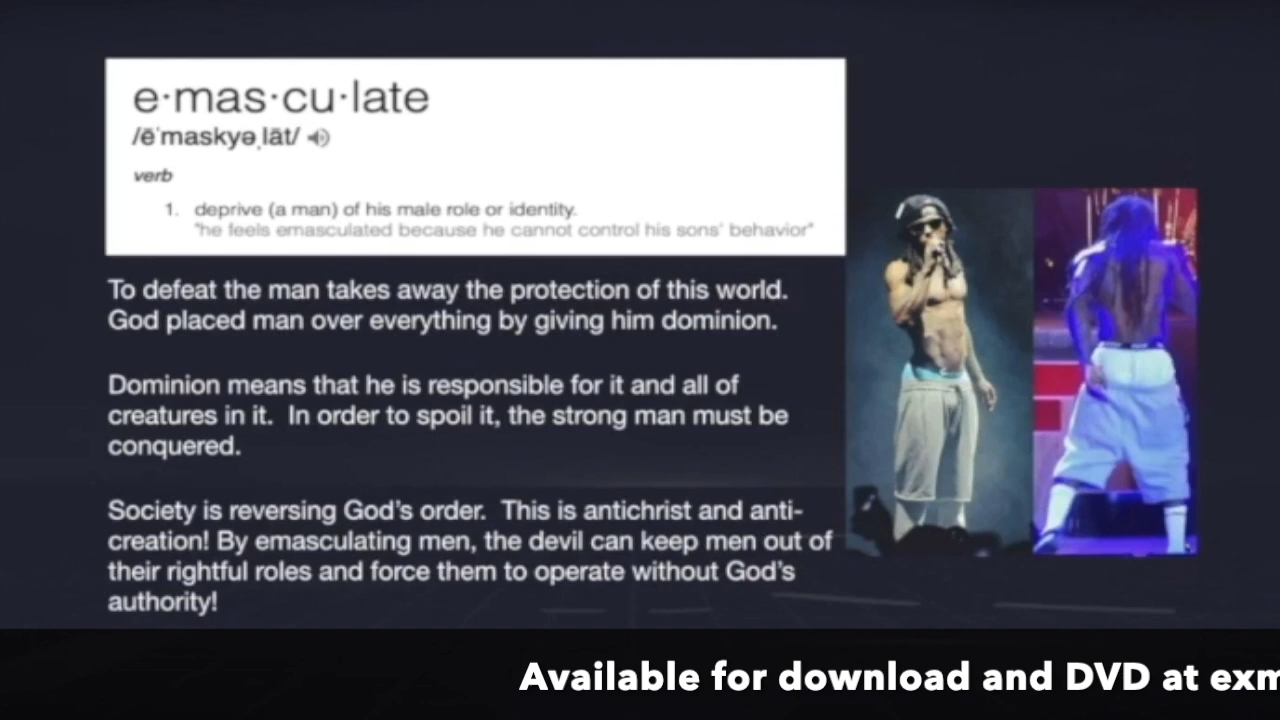 e·mas·cu·late
/ēˈmaskyəˌlāt/
verb
1. deprive (a man) of his male role or identity.
"he feels emasculated because he cannot control his sons' behavior"
To defeat the man takes away the protection of this world.
God placed man over everything by giving him dominion.
Dominion means that he is responsible for it and all of
creatures in it. In order to spoil it, the strong man must be
conquered.
Society is reversing God's order. This is antichrist and anti-
creation! By emasculating men, the devil can keep men out of
their rightful roles and force them to operate without God's
authority!
Available for download and DVD at exm